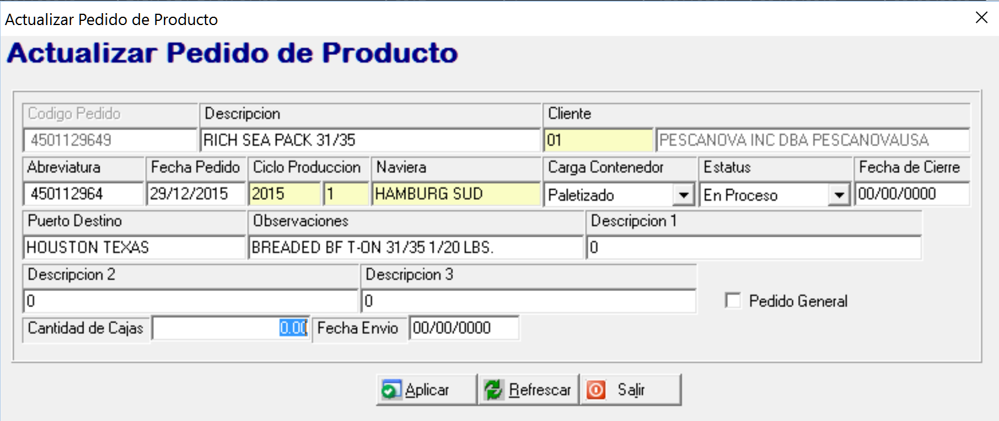 Actualizar Pedido de Producto
Actualizar Pedido de Producto
Codigo Pedido Descripcion Cliente
4501129649 RICH SEA PACK 31/35 01 PESCANOVA INC DBA PESCANOVAUSA
Abreviatura Fecha Pedido Ciclo Produccion Naviera Carga Contenedor Estatus Fecha de Cierre
450112964 29/12/2015 2015 1 HAMBURG SUD Paletizado En Proceso 00/00/0000
Puerto Destino Observaciones Descripcion 1
HOUSTON TEXAS BREADED BF T-ON 31/35 1/20 LBS. 0
Descripcion 2 Descripcion 3
0 0 Pedido General
Cantidad de Cajas 0.00 Fecha Envio 00/00/0000
Aplicar Refrescar Salir